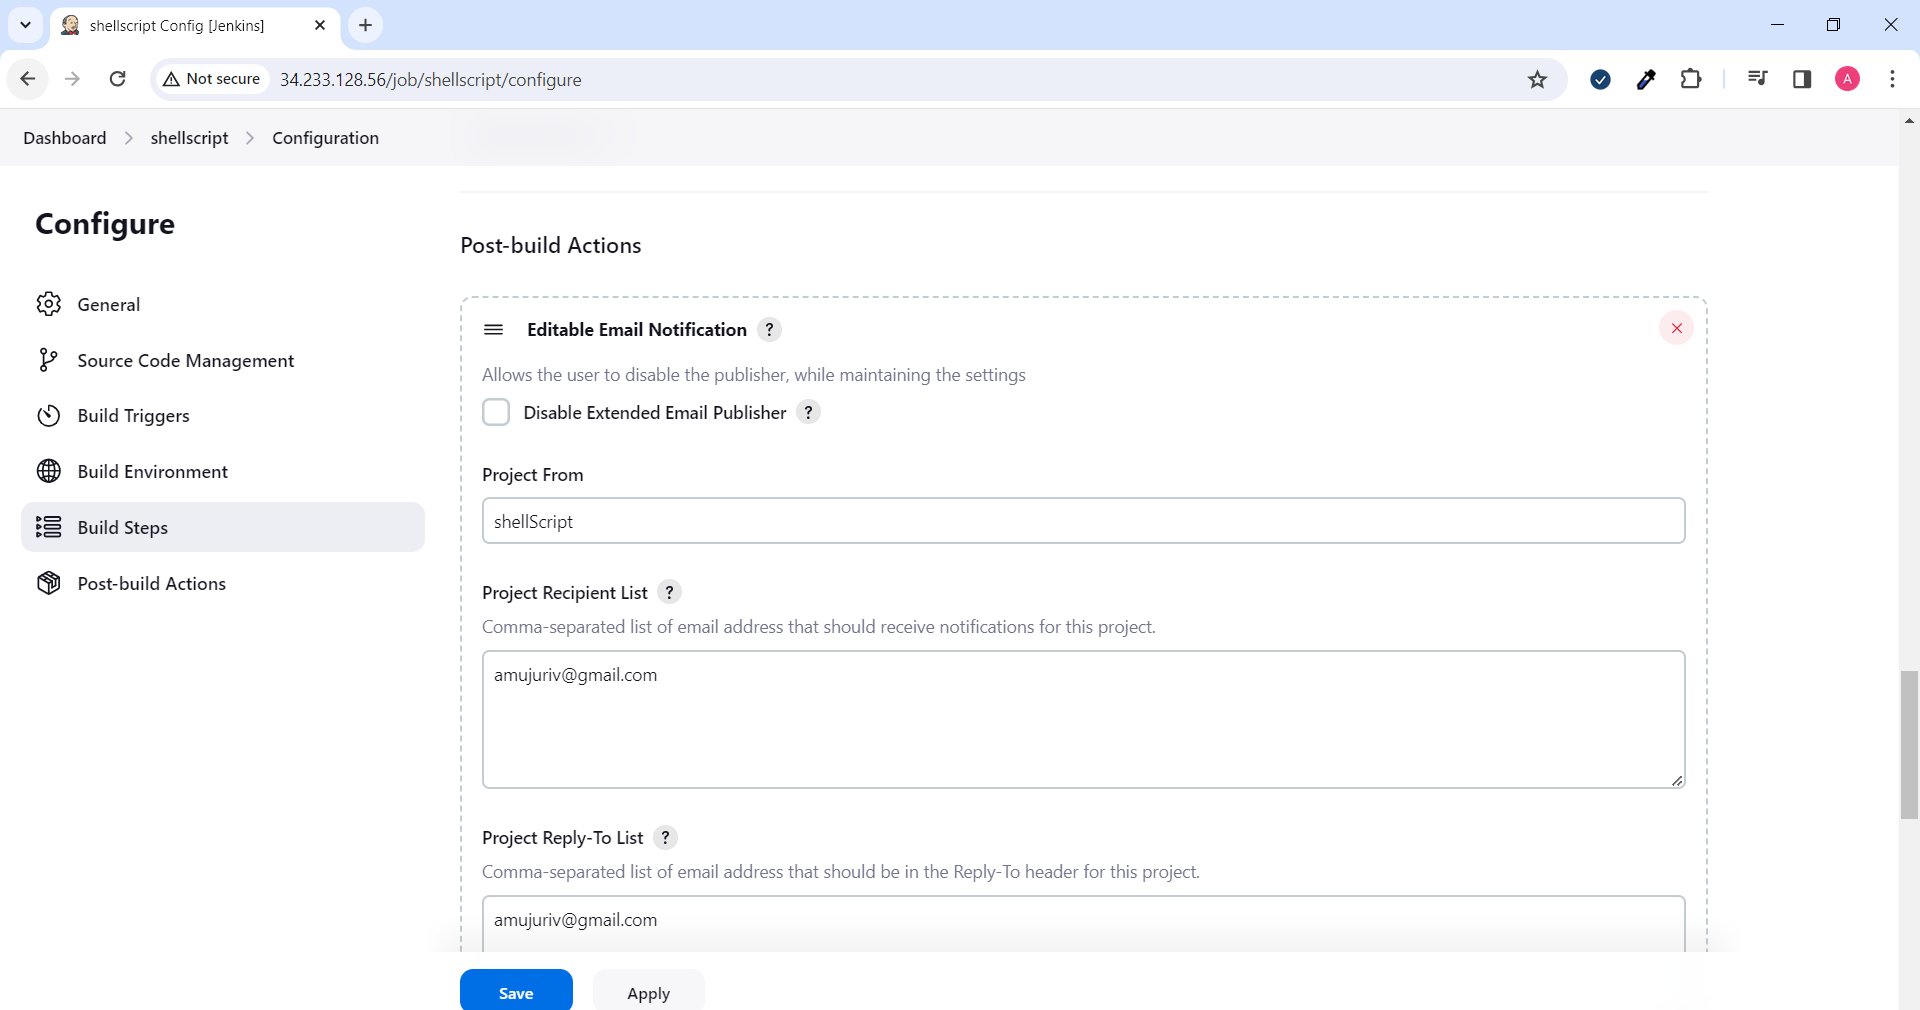 shellscript Config [Jenkins]
Not secure
34.233.128.56/job/shellscript/configure
A
Dashboard
shellscript
Configuration
Configure
General
Source Code Management
Build Triggers
Build Environment
Build Steps
Post-build Actions
Post-build Actions
Editable Email Notification ?
Allows the user to disable the publisher, while maintaining the settings
Disable Extended Email Publisher ?
Project From
shellScript
Project Recipient List ?
Comma-separated list of email address that should receive notifications for this project.
amujuriv@gmail.com
Project Reply-To List ?
Comma-separated list of email address that should be in the Reply-To header for this project.
amujuriv@gmail.com
Save
Apply